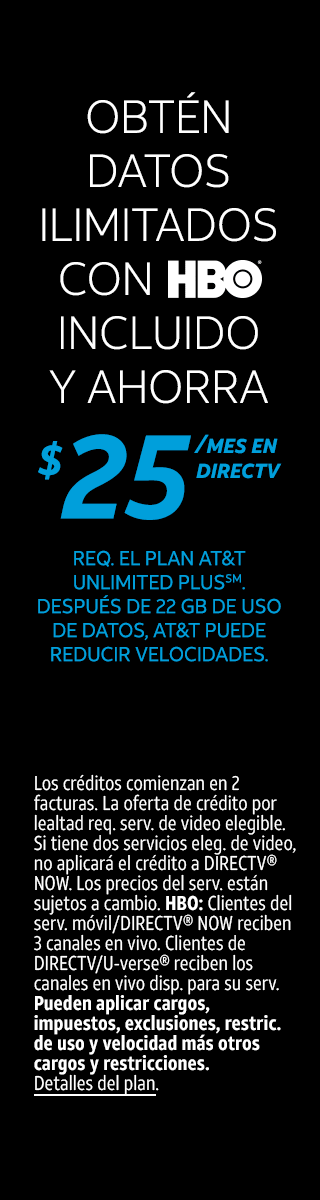 OBTÉN
DATOS
ILIMITADOS
CON HBO®
INCLUIDO
Y AHORRA
$25/MES EN
DIRECTV
REQ. EL PLAN AT&T
UNLIMITED PLUS℠.
DESPUÉS DE 22 GB DE USO
DE DATOS, AT&T PUEDE
REDUCIR VELOCIDADES.
Los créditos comienzan en 2
facturas. La oferta de crédito por
lealtad req. serv. de video elegible.
Si tiene dos servicios eleg. de video,
no aplicará el crédito a DIRECTV®
NOW. Los precios del serv. están
sujetos a cambio. HBO: Clientes del
serv. móvil/DIRECTV® NOW reciben
3 canales en vivo. Clientes de
DIRECTV/U-verse® reciben los
canales en vivo disp. para su serv.
Pueden aplicar cargos,
impuestos, exclusiones, restric.
de uso y velocidad más otros
cargos y restricciones.
Detalles del plan.